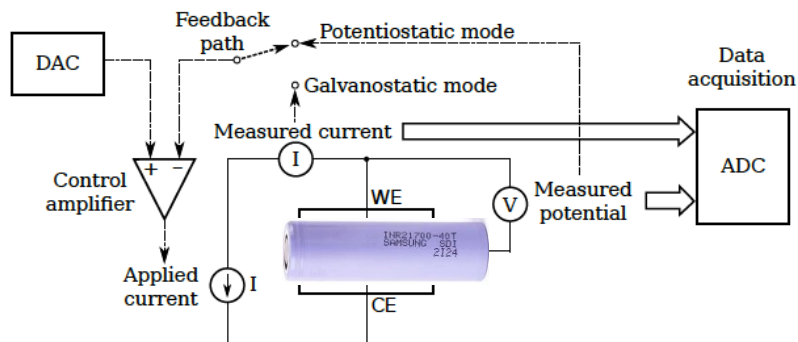 Feedback
path
Potentiostatic mode
DAC
Data
acquisition
Galvanostatic mode
Measured current
+ −
I
ADC
Control
amplifier
WE
V
Measured
potential
INR21700-40T
SAMSUNG SDI
2124
Applied
current
I
CE